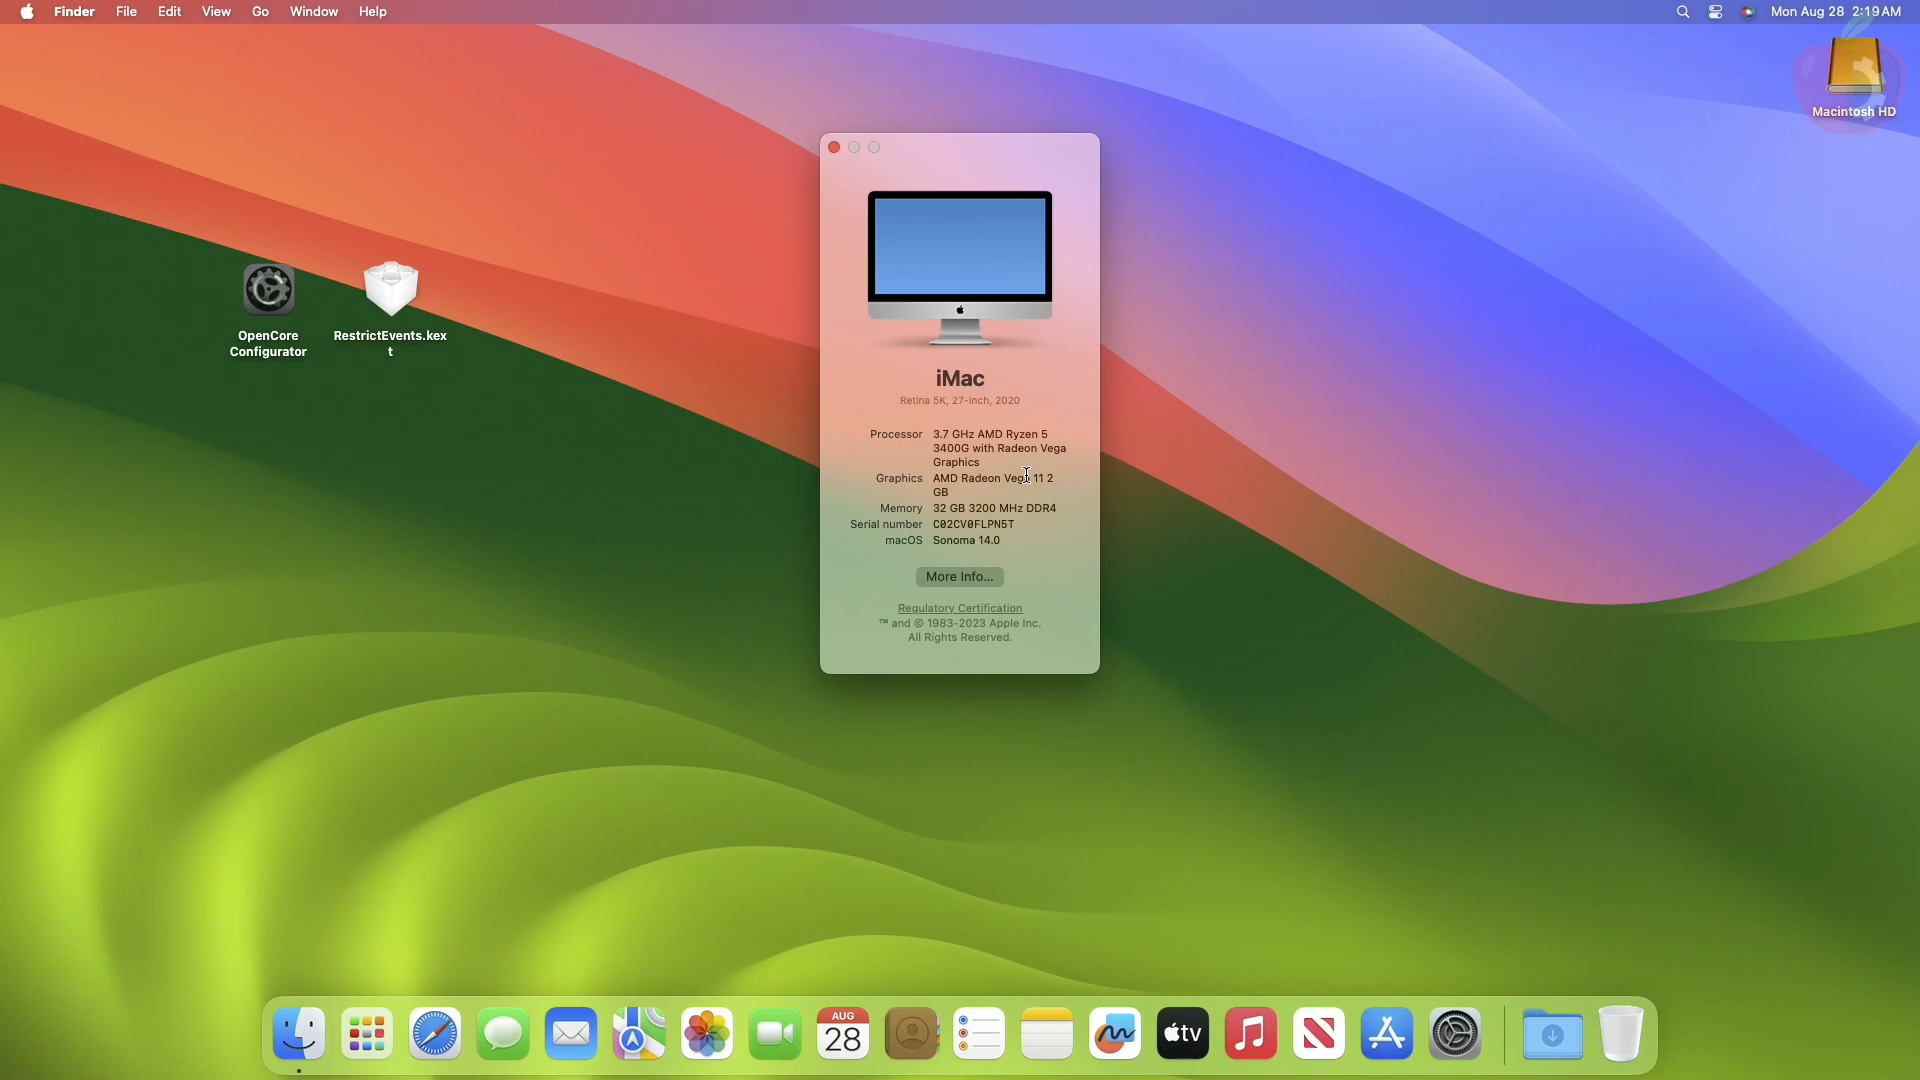 Finder File Edit View Go Window Help
Mon Aug 28 2:19 AM
Macintosh HD
OpenCore
Configurator
RestrictEvents.kex
t
iMac
Retina 5K, 27-inch, 2020
Processor 3.7 GHz AMD Ryzen 5
3400G with Radeon Vega
Graphics
Graphics AMD Radeon Vega 11 2
GB
Memory 32 GB 3200 MHz DDR4
Serial number C02CV0FLPN5T
macOS Sonoma 14.0
More Info...
Regulatory Certification
™ and © 1983-2023 Apple Inc.
All Rights Reserved.
AUG
28
tv